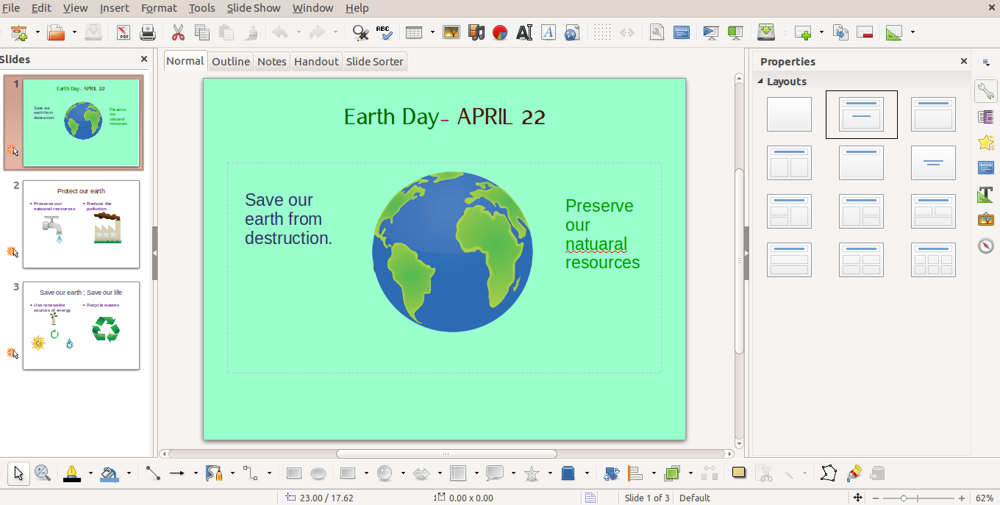 File Edit View Insert Format Tools Slide Show Window Help
Slides
Normal Outline Notes Handout Slide Sorter
Properties
Layouts
1
Earth Day- APRIL 22
Save our
earth from
destruction.
Preserve
our
natuaral
resources
2
Protect our earth
• Preserve our
natuaral resources
• Reduce the
pollution
3
Save our earth ; Save our life
• Use renewable
sources of energy
• Recycle wastes
Earth Day- APRIL 22
Save our
earth from
destruction.
Preserve
our
natuaral
resources
23.00 / 17.62 0.00 x 0.00 Slide 1 of 3 Default 62%